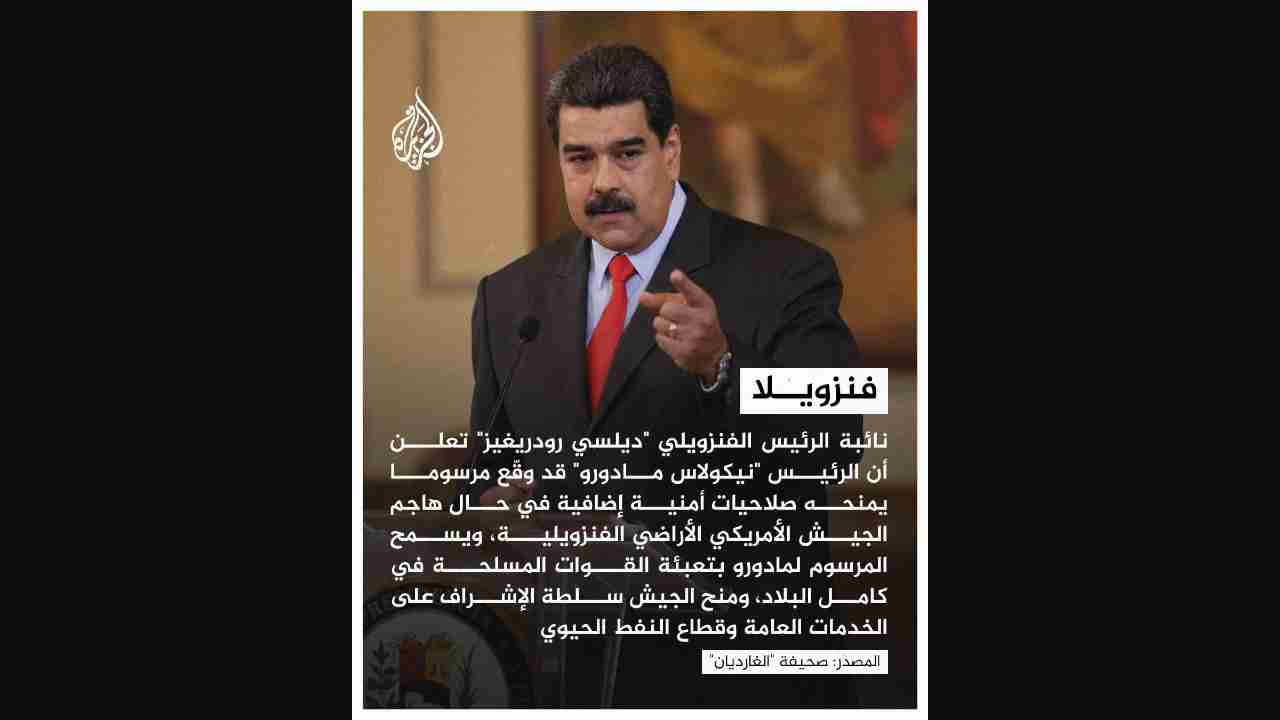 الجزيرة
فنزويلا
نائبة الرئيس الفنزويلي "ديلسي رودريغيز" تعلن
أن الرئيس "نيكولاس مادورو" قد وقّع مرسوما
يمنحه صلاحيات أمنية إضافية في حال هاجم
الجيش الأمريكي الأراضي الفنزويلية، ويسمح
المرسوم لمادورو بتعبئة القوات المسلحة في
كامل البلاد، ومنح الجيش سلطة الإشراف على
الخدمات العامة وقطاع النفط الحيوي
المصدر: صحيفة "الغارديان"